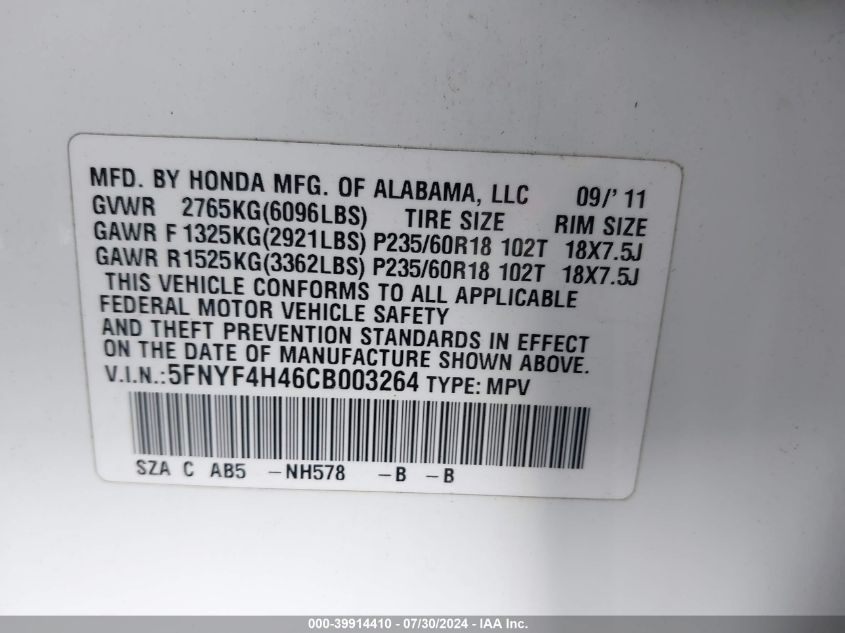 MFD. BY HONDA MFG. OF ALABAMA, LLC 09/' 11
GVWR 2765KG(6096LBS) TIRE SIZE RIM SIZE
GAWR F 1325KG(2921LBS) P235/60R18 102T 18X7.5J
GAWR R1525KG(3362LBS) P235/60R18 102T 18X7.5J
THIS VEHICLE CONFORMS TO ALL APPLICABLE
FEDERAL MOTOR VEHICLE SAFETY
AND THEFT PREVENTION STANDARDS IN EFFECT
ON THE DATE OF MANUFACTURE SHOWN ABOVE.
V.I.N.:5FNYF4H46CB003264 TYPE: MPV
SZA C AB5 -NH578 -B -B
000-39914410 / 07/30/2024 - IAA Inc.